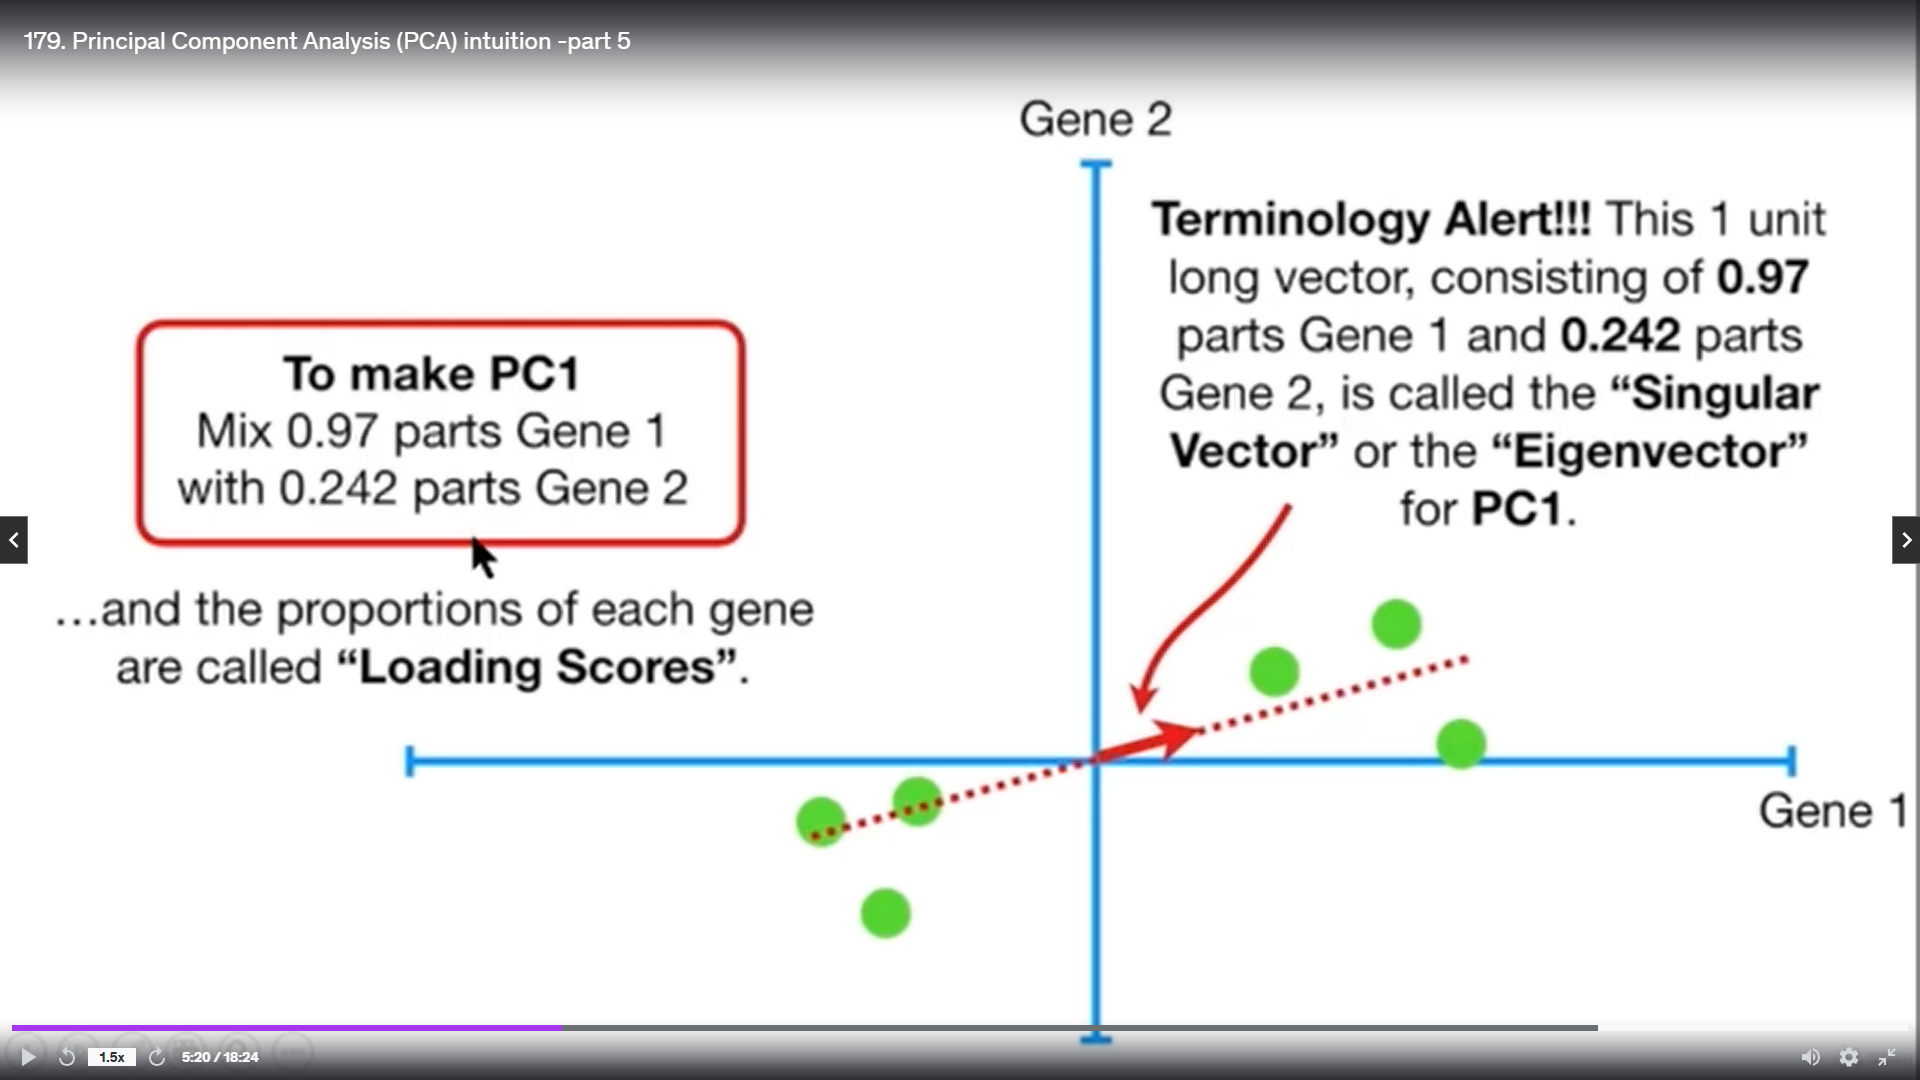 179. Principal Component Analysis (PCA) intuition -part 5
Gene 2
Terminology Alert!!! This 1 unit
long vector, consisting of 0.97
parts Gene 1 and 0.242 parts
Gene 2, is called the “Singular
Vector” or the “Eigenvector”
for PC1.
To make PC1
Mix 0.97 parts Gene 1
with 0.242 parts Gene 2
…and the proportions of each gene
are called “Loading Scores”.
Gene 1
1.5x
5:20 / 18:24